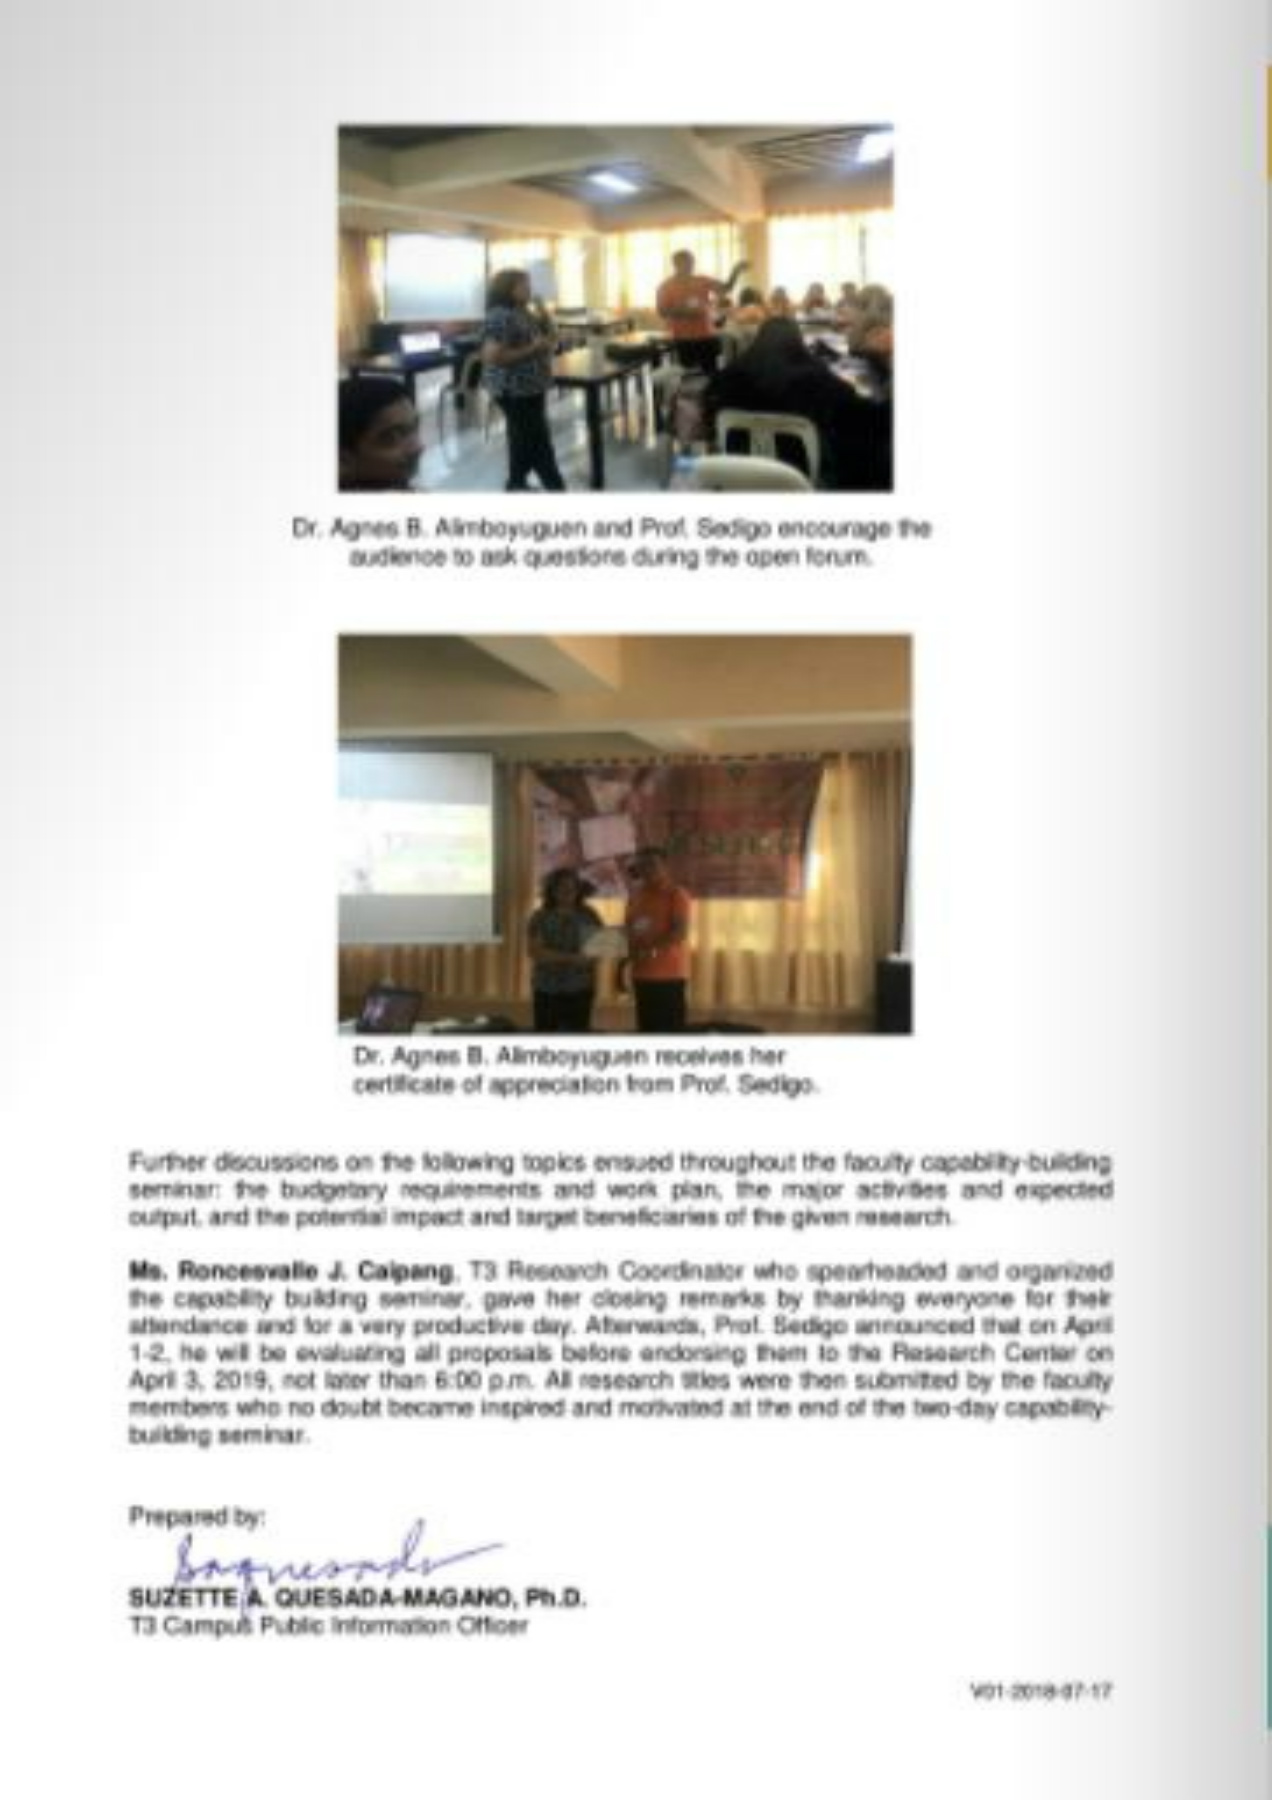 Dr. Agnes B. Alimboyuguen and Prof. Sedigo encourage the
audience to ask questions during the open forum.
Dr. Agnes B. Alimboyuguen receives her
certificate of appreciation from Prof. Sedigo.
Further discussions on the following topics ensued throughout the faculty capability-building
seminar: the budgetary requirements and work plan, the major activities and expected
output, and the potential impact and target beneficiaries of the given research.
Ms. Roncesvalle J. Caipang, T3 Research Coordinator who spearheaded and organized
the capability building seminar, gave her closing remarks by thanking everyone for their
attendance and for a very productive day. Afterwards, Prof. Sedigo announced that on April
1-2, he will be evaluating all proposals before endorsing them to the Research Center on
April 3, 2019, not later than 6:00 p.m. All research titles were then submitted by the faculty
members who no doubt became inspired and motivated at the end of the two-day capability-
building seminar.
Prepared by:
SUZETTE A. QUESADA-MAGANO, Ph.D.
T3 Campus Public Information Officer
V01-2018-07-17